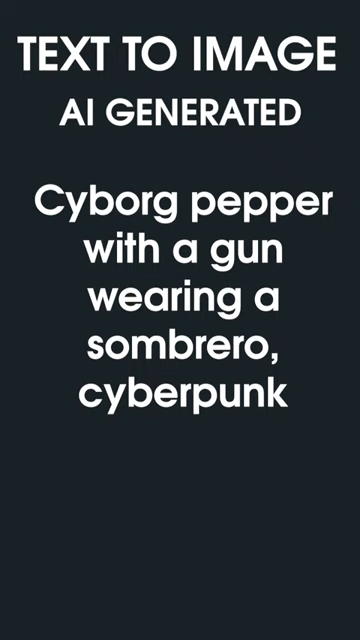 TEXT TO IMAGE
AI GENERATED
Cyborg pepper
with a gun
wearing a
sombrero,
cyberpunk